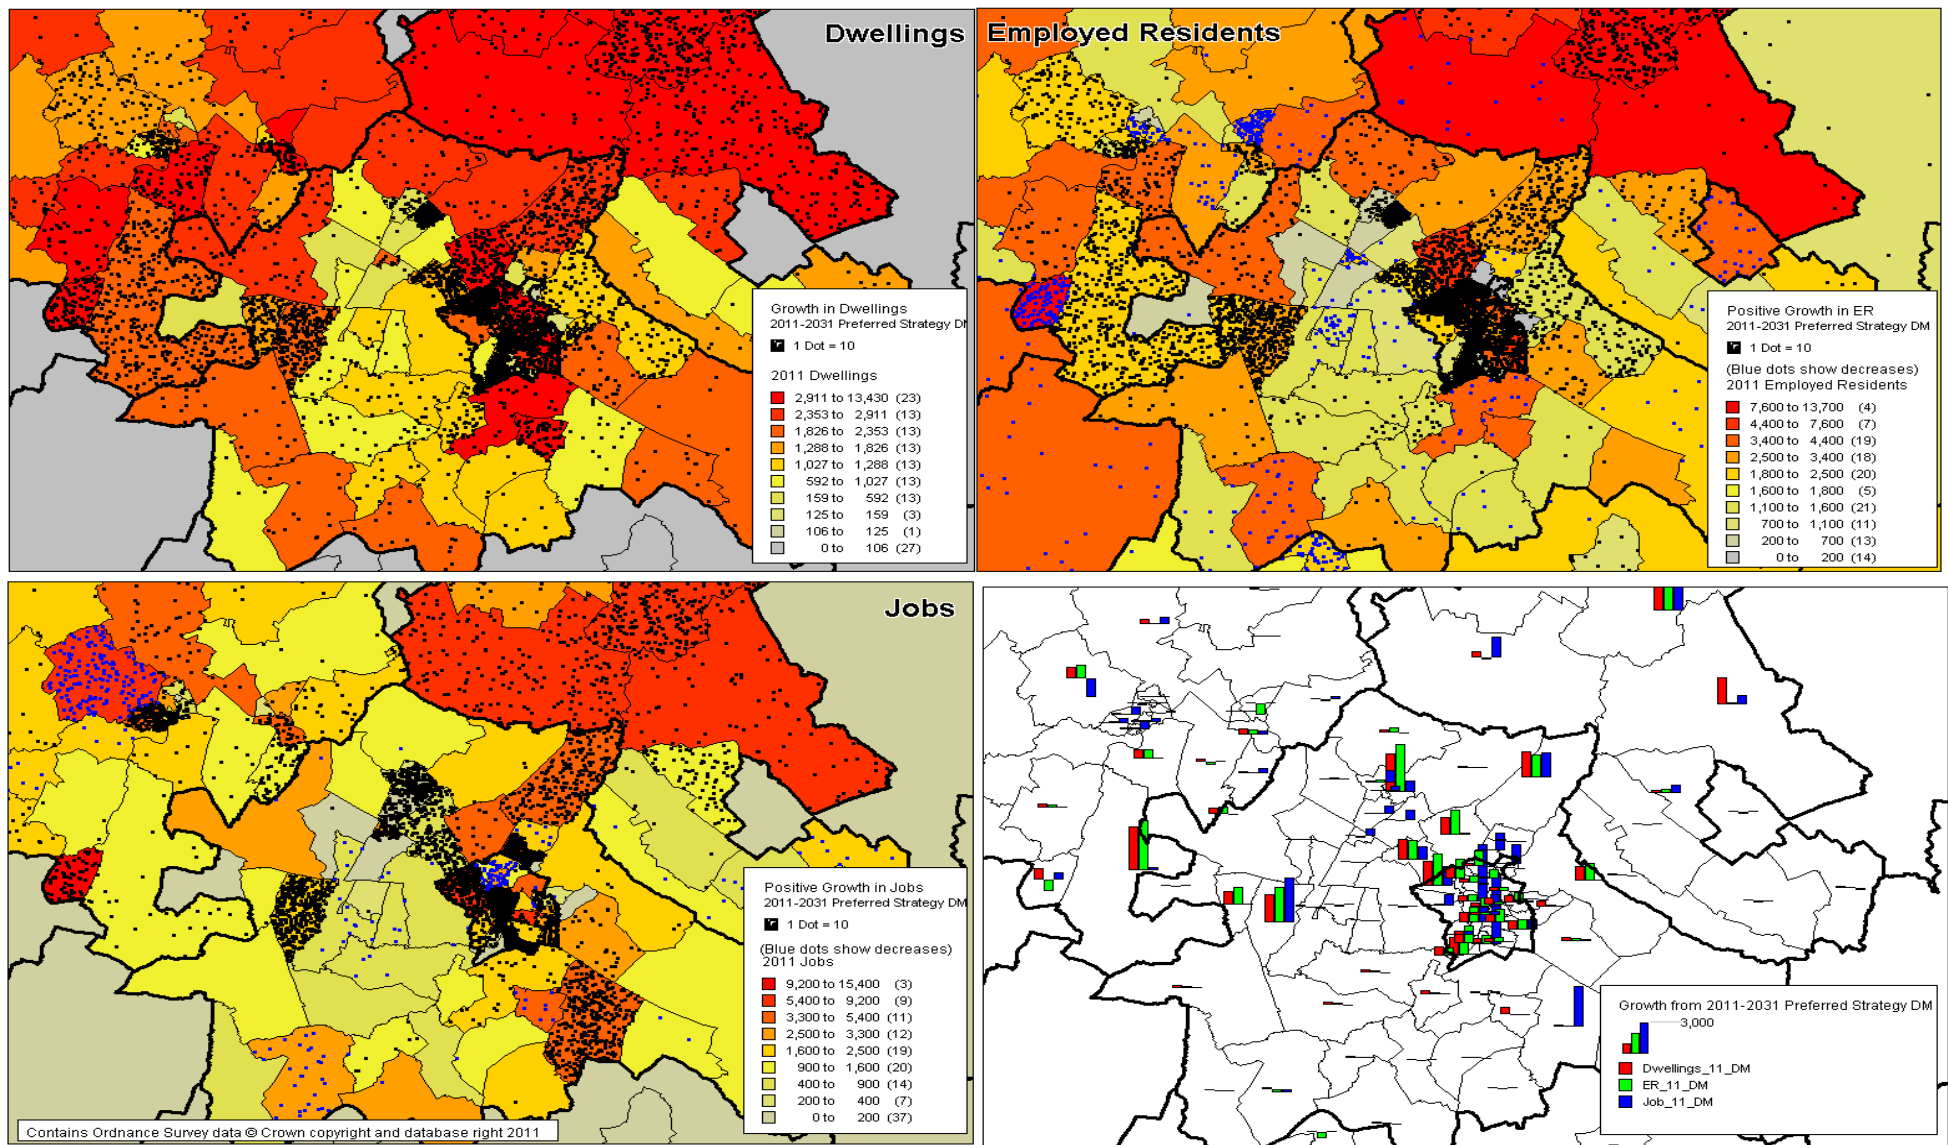 Dwellings
Growth in Dwellings
2011-2031 Preferred Strategy DM
1 Dot = 10
2011 Dwellings
2,911 to 13,430 (23)
2,353 to 2,911 (13)
1,826 to 2,353 (13)
1,288 to 1,826 (13)
1,027 to 1,288 (13)
592 to 1,027 (13)
159 to 592 (13)
125 to 159 (3)
106 to 125 (1)
0 to 106 (27)
Employed Residents
Positive Growth in ER
2011-2031 Preferred Strategy DM
1 Dot = 10
(Blue dots show decreases)
2011 Employed Residents
7,600 to 13,700 (4)
4,400 to 7,600 (7)
3,400 to 4,400 (19)
2,500 to 3,400 (18)
1,800 to 2,500 (20)
1,600 to 1,800 (5)
1,100 to 1,600 (21)
700 to 1,100 (11)
200 to 700 (13)
0 to 200 (14)
Jobs
Positive Growth in Jobs
2011-2031 Preferred Strategy DM
1 Dot = 10
(Blue dots show decreases)
2011 Jobs
9,200 to 15,400 (3)
5,400 to 9,200 (9)
3,300 to 5,400 (11)
2,500 to 3,300 (12)
1,600 to 2,500 (19)
900 to 1,600 (20)
400 to 900 (14)
200 to 400 (7)
0 to 200 (37)
Contains Ordnance Survey data © Crown copyright and database right 2011
Growth from 2011-2031 Preferred Strategy DM
3,000
Dwellings_11_DM
ER_11_DM
Job_11_DM